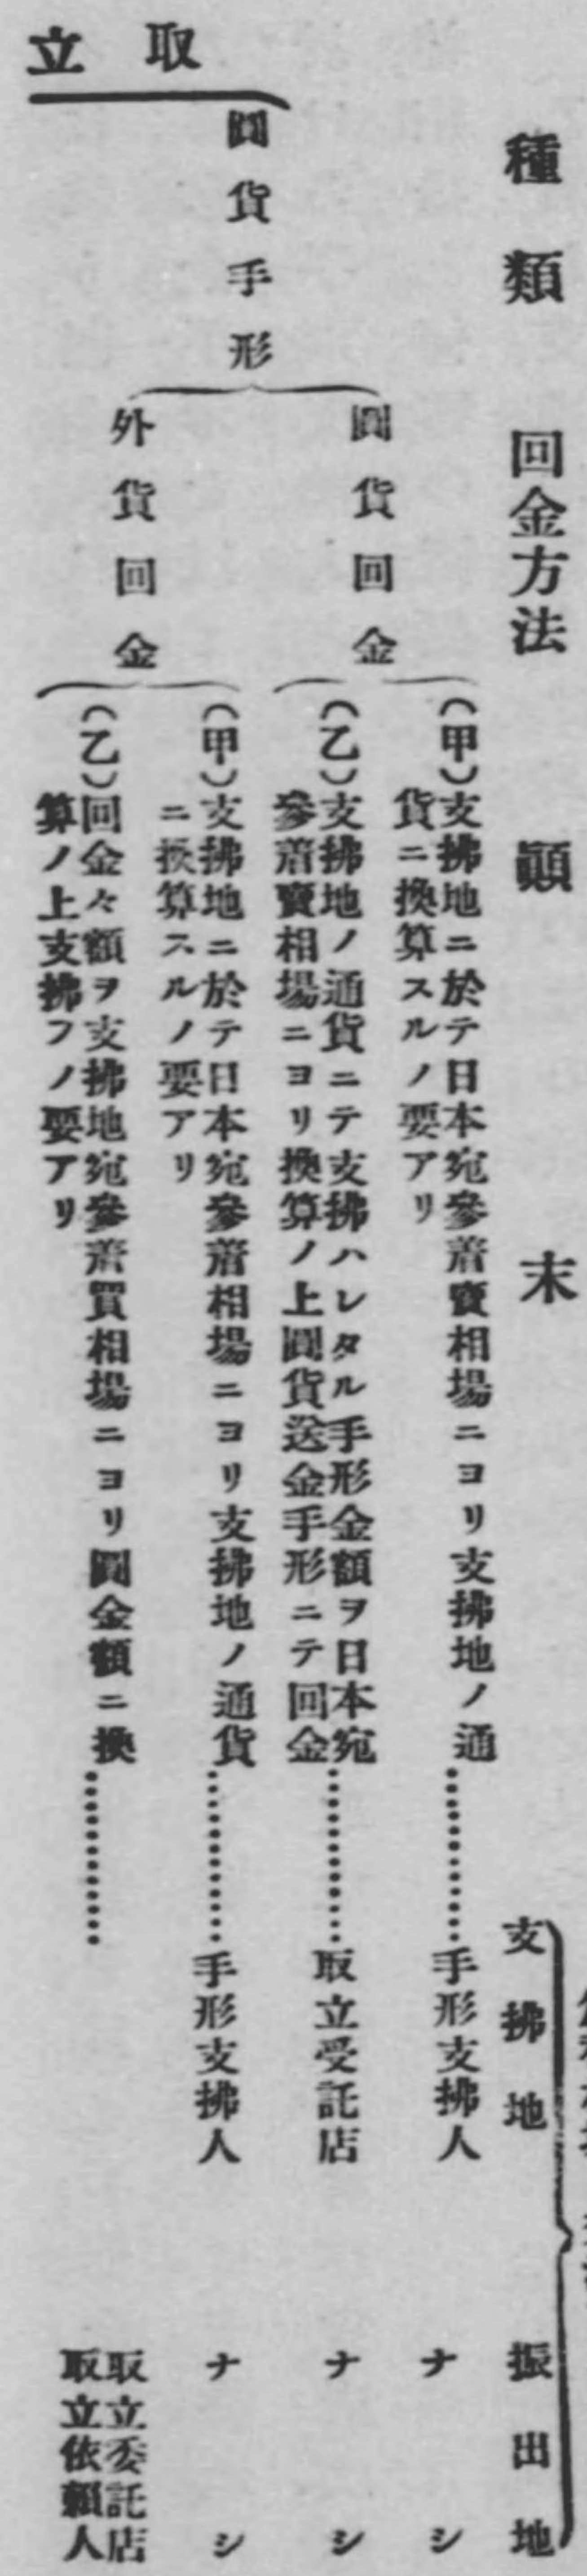 種類
回金方法
顚末
支拂地
振出地
取立
圓貨手形
圓貨回金
(甲)支拂地ニ於テ日本宛參着賣相場ニヨリ支拂地ノ通
貨ニ換算スルノ要アリ
手形支拂人
ナシ
(乙)支拂地ノ通貨ニテ支拂ハレタル手形金額ヲ日本宛
參着賣相場ニヨリ換算ノ上圓貨送金手形ニテ回金
取立受託店
ナシ
外貨回金
(甲)支拂地ニ於テ日本宛參着相場ニヨリ支拂地ノ通貨
ニ換算スルノ要アリ
手形支拂人
ナシ
(乙)回金々額ヲ支拂地宛參着買相場ニヨリ圓金額ニ換
算ノ上支拂フノ要アリ
取立委託店
取立依賴人